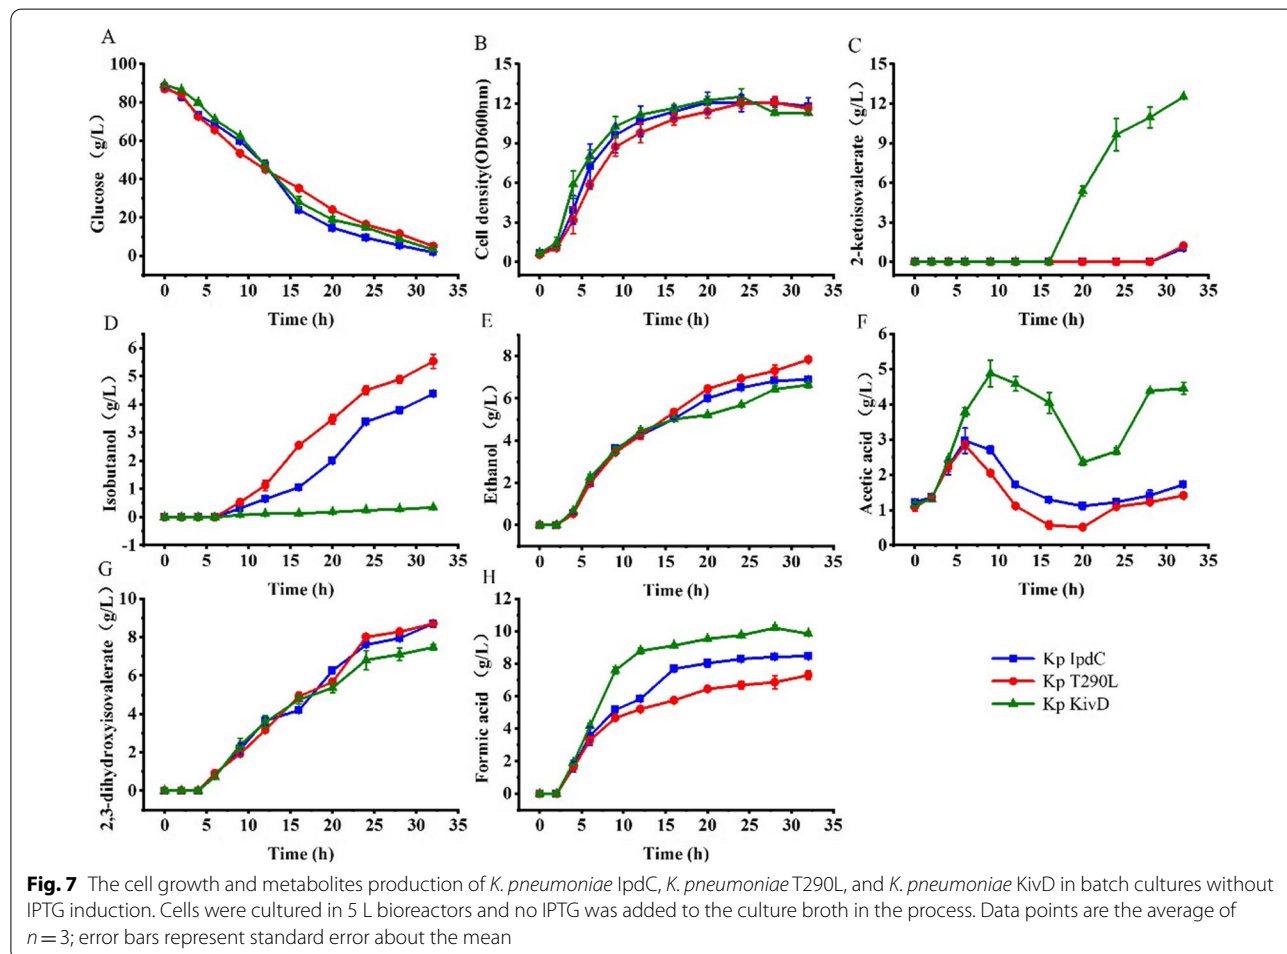 A
100
80
60
40
20
0
Glucose (g/L)
0 5 10 15 20 25 30 35
Time (h)
B
15
12
9
6
3
0
Cell density(OD600nm)
0 5 10 15 20 25 30 35
Time (h)
C
15
12
9
6
3
0
2-ketoisovalerate (g/L)
0 5 10 15 20 25 30 35
Time (h)
D
6
5
4
3
2
1
0
-1
Isobutanol (g/L)
0 5 10 15 20 25 30 35
Time (h)
E
8
6
4
2
0
Ethanol (g/L)
0 5 10 15 20 25 30 35
Time (h)
F
6
5
4
3
2
1
0
Acetic acid (g/L)
0 5 10 15 20 25 30 35
Time (h)
G
10
8
6
4
2
0
2,3-dihydroxyisovalerate (g/L)
0 5 10 15 20 25 30 35
Time (h)
H
12
10
8
6
4
2
0
Formic acid (g/L)
0 5 10 15 20 25 30 35
Time (h)
Kp IpdC
Kp T290L
Kp KivD
Fig. 7 The cell growth and metabolites production of K. pneumoniae IpdC, K. pneumoniae T290L, and K. pneumoniae KivD in batch cultures without
IPTG induction. Cells were cultured in 5 L bioreactors and no IPTG was added to the culture broth in the process. Data points are the average of
n = 3; error bars represent standard error about the mean